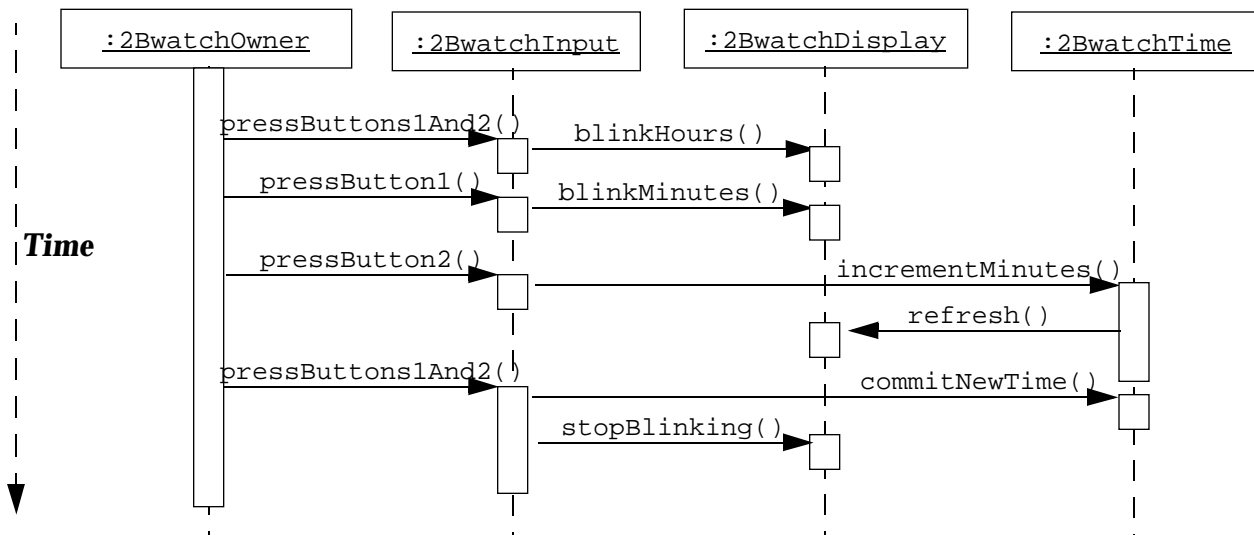 :2BwatchOwner
:2BwatchInput
:2BwatchDisplay
:2BwatchTime
pressButtons1And2()
blinkHours()
pressButton1()
blinkMinutes()
Time
pressButton2()
incrementMinutes()
refresh()
pressButtons1And2()
commitNewTime()
stopBlinking()